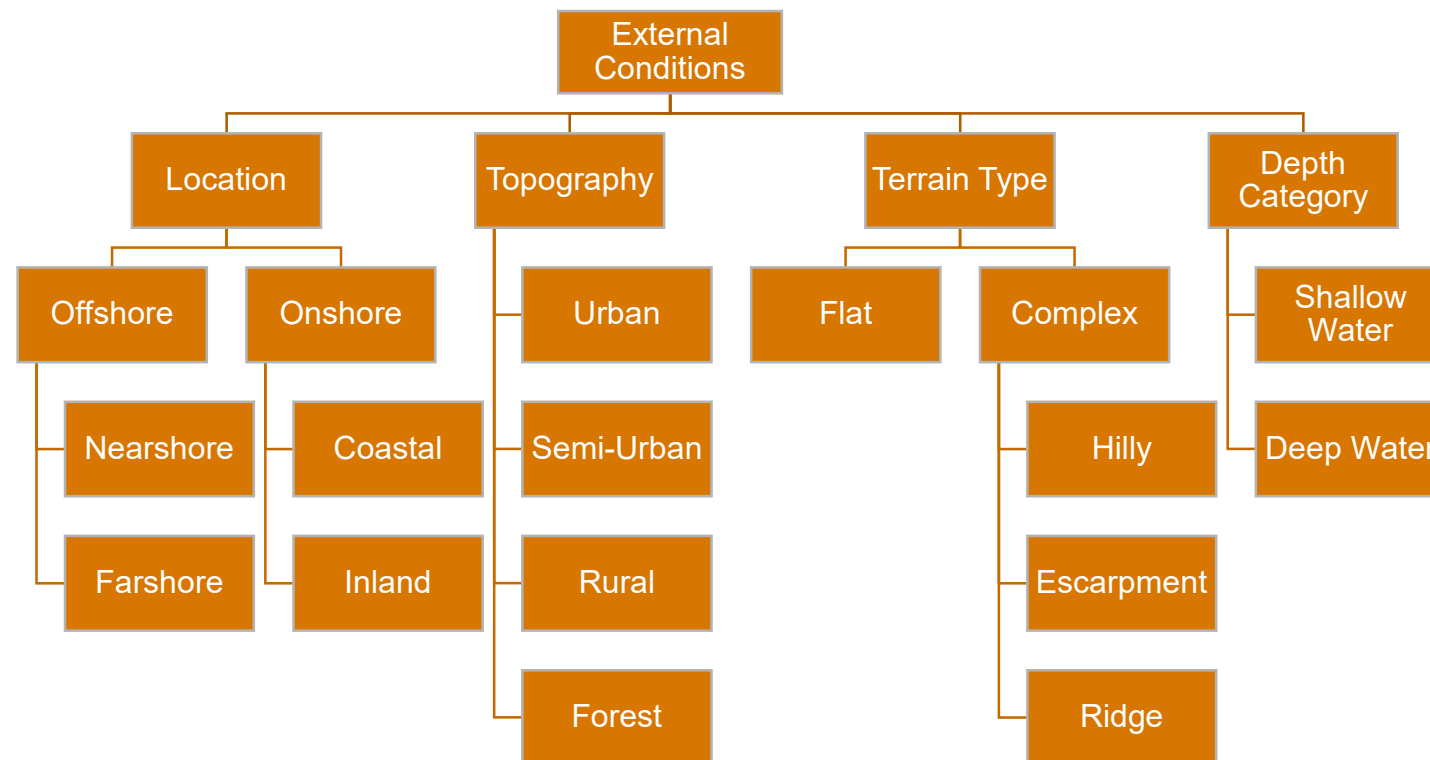 External
Conditions
Location
Topography
Terrain Type
Depth
Category
Offshore
Onshore
Urban
Flat
Complex
Shallow
Water
Nearshore
Coastal
Semi-Urban
Hilly
Deep Water
Farshore
Inland
Rural
Escarpment
Forest
Ridge